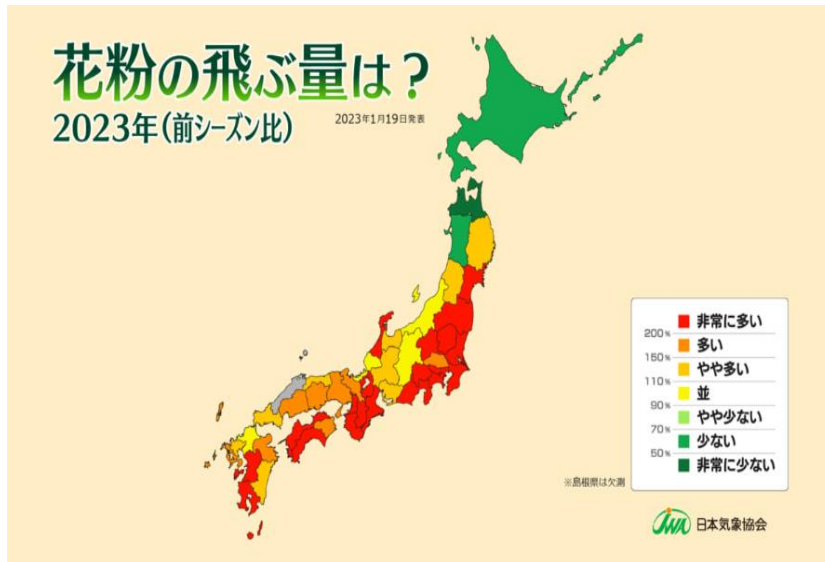 花粉の飛ぶ量は？
2023年(前シーズン比)
2023年1月19日発表
非常に多い
200%
多い
150%
やや多い
110%
並
90%
やや少ない
70%
少ない
50%
非常に少ない
※島根県は欠測
JWA 日本気象協会